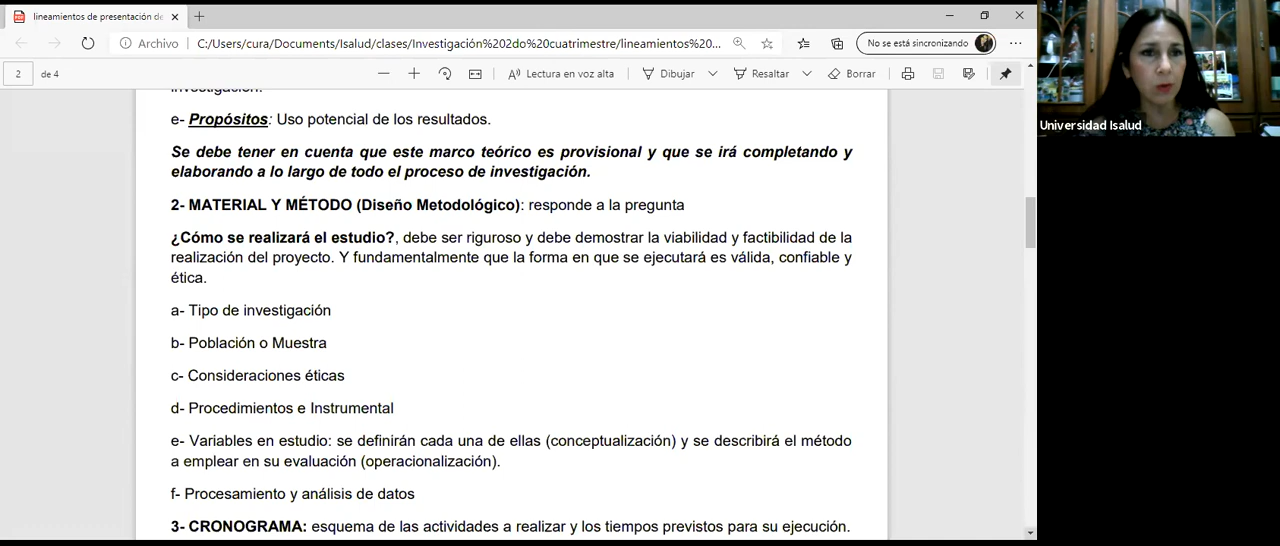 lineamientos de presentación de
Archivo
C:/Users/cura/Documents/Isalud/clases/Investigación%202do%20cuatrimestre/lineamientos%20...
No se está sincronizando
2
de 4
Lectura en voz alta
Dibujar
Resaltar
Borrar
investigación.
e- Propósitos: Uso potencial de los resultados.
Se debe tener en cuenta que este marco teórico es provisional y que se irá completando y
elaborando a lo largo de todo el proceso de investigación.
2- MATERIAL Y MÉTODO (Diseño Metodológico): responde a la pregunta
¿Cómo se realizará el estudio?, debe ser riguroso y debe demostrar la viabilidad y factibilidad de la
realización del proyecto. Y fundamentalmente que la forma en que se ejecutará es válida, confiable y
ética.
a- Tipo de investigación
b- Población o Muestra
c- Consideraciones éticas
d- Procedimientos e Instrumental
e- Variables en estudio: se definirán cada una de ellas (conceptualización) y se describirá el método
a emplear en su evaluación (operacionalización).
f- Procesamiento y análisis de datos
3- CRONOGRAMA: esquema de las actividades a realizar y los tiempos previstos para su ejecución.
Universidad Isalud